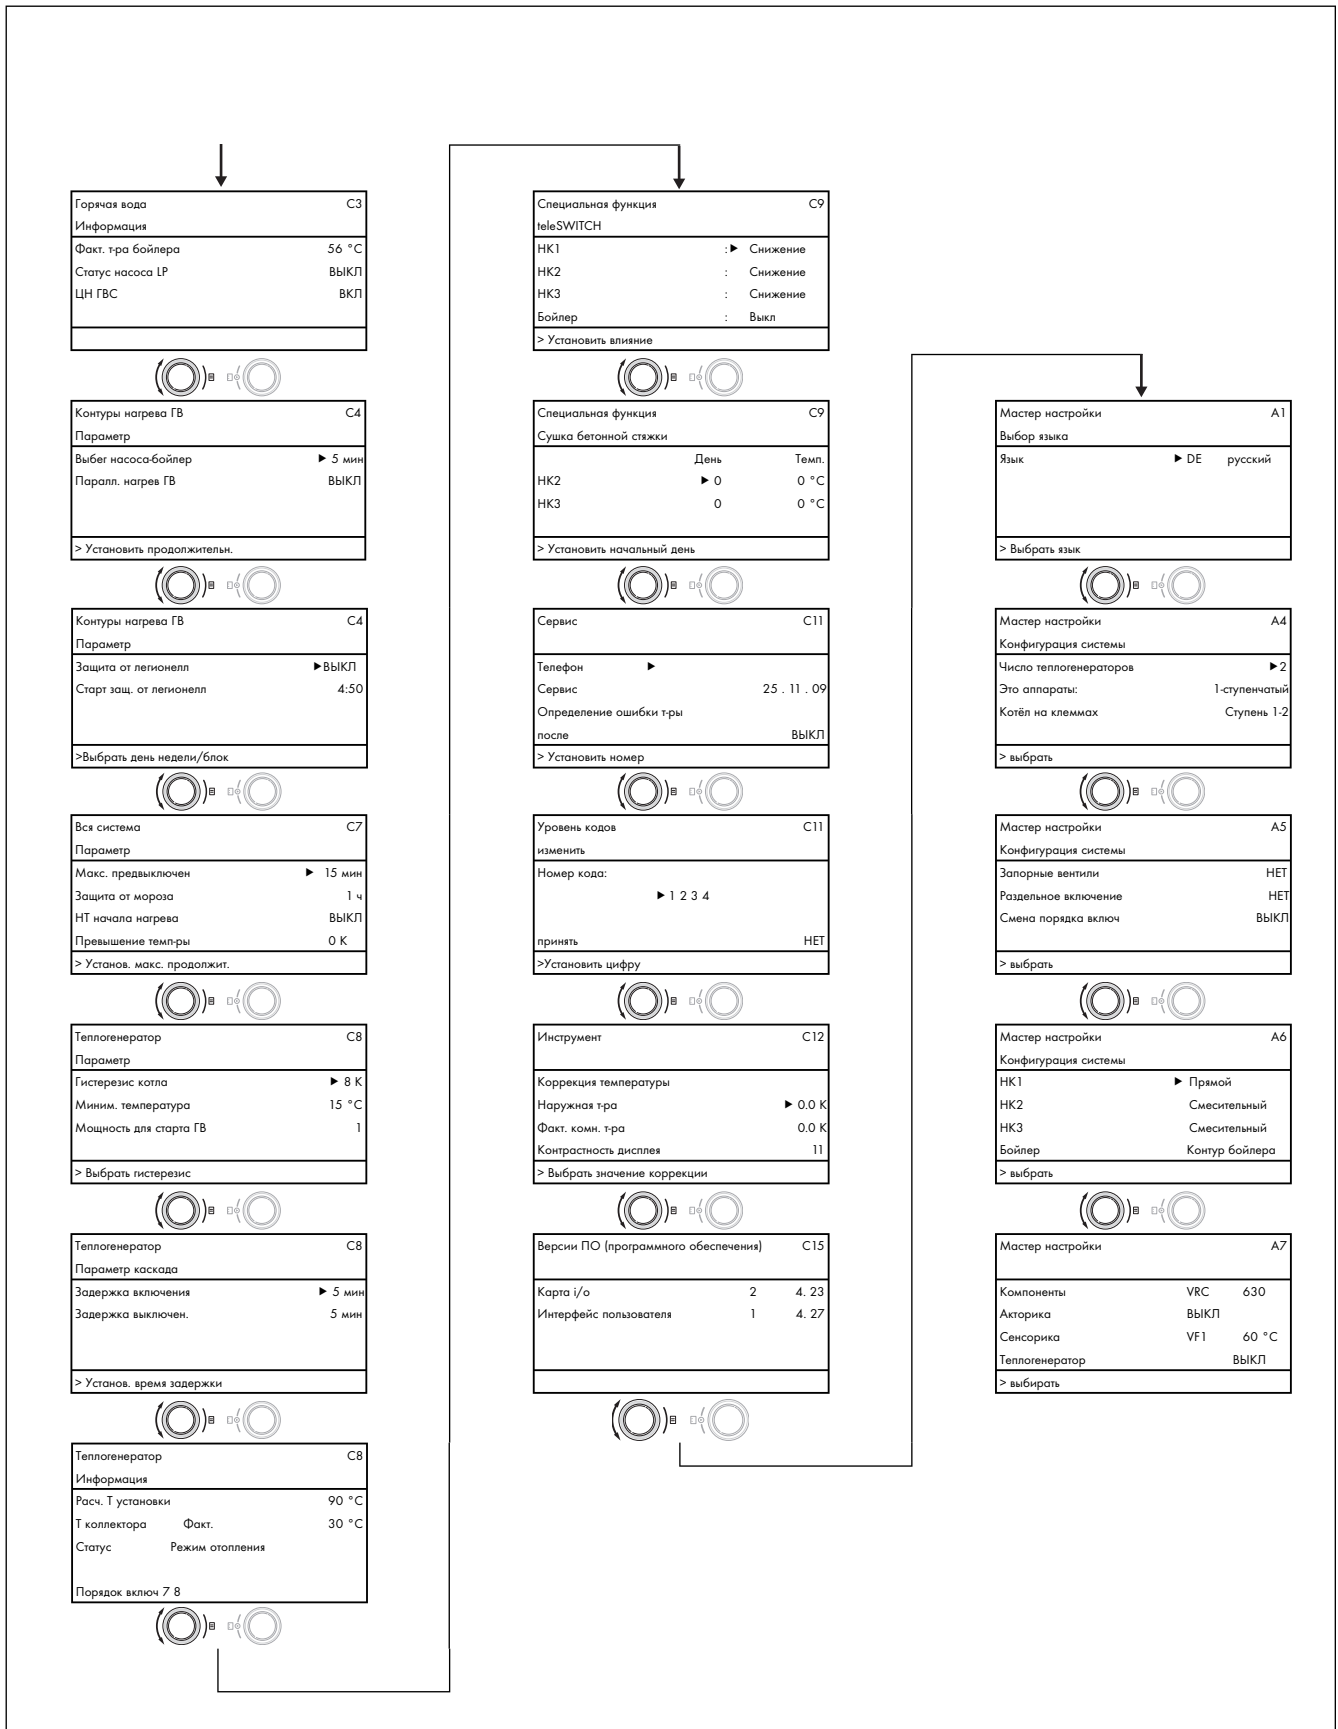 Горячая вода C3
Информация
Факт. т-ра бойлера 56 °C
Статус насоса LP ВЫКЛ
ЦН ГВС ВКЛ
Контуры нагрева ГВ C4
Параметр
Выбег насоса-бойлер ► 5 мин
Паралл. нагрев ГВ ВЫКЛ
> Установить продолжительн.
Контуры нагрева ГВ C4
Параметр
Защита от легионелл ►ВЫКЛ
Старт защ. от легионелл 4:50
>Выбрать день недели/блок
Вся система C7
Параметр
Макс. предвыключен ► 15 мин
Защита от мороза 1 ч
НТ начала нагрева ВЫКЛ
Превышение темп-ры 0 K
> Установ. макс. продолжит.
Теплогенератор C8
Параметр
Гистерезис котла ► 8 K
Миним. температура 15 °C
Мощность для старта ГВ 1
> Выбрать гистерезис
Теплогенератор C8
Параметр каскада
Задержка включения ► 5 мин
Задержка выключен. 5 мин
> Установ. время задержки
Теплогенератор C8
Информация
Расч. Т установки 90 °C
Т коллектора Факт. 30 °C
Статус Режим отопления
Порядок включ 7 8
Специальная функция C9
teleSWITCH
НК1 :► Снижение
НК2 : Снижение
НК3 : Снижение
Бойлер : Выкл
> Установить влияние
Специальная функция C9
Сушка бетонной стяжки
День Темп.
НК2 ► 0 0 °C
НК3 0 0 °C
> Установить начальный день
Сервис C11
Телефон ►
Сервис 25 . 11 . 09
Определение ошибки т-ры
после ВЫКЛ
> Установить номер
Уровень кодов C11
изменить
Номер кода:
► 1 2 3 4
принять НЕТ
>Установить цифру
Инструмент C12
Коррекция температуры
Наружная т-ра ► 0.0 K
Факт. комн. т-ра 0.0 K
Контрастность дисплея 11
> Выбрать значение коррекции
Версии ПО (программного обеспечения) C15
Карта i/o 2 4. 23
Интерфейс пользователя 1 4. 27
Мастер настройки A1
Выбор языка
Язык ► DE русский
> Выбрать язык
Мастер настройки A4
Конфигурация системы
Число теплогенераторов ►2
Это аппараты: 1-ступенчатый
Котёл на клеммах Ступень 1-2
> выбрать
Мастер настройки A5
Конфигурация системы
Запорные вентили НЕТ
Раздельное включение НЕТ
Смена порядка включ ВЫКЛ
> выбрать
Мастер настройки A6
Конфигурация системы
НК1 ► Прямой
НК2 Смесительный
НК3 Смесительный
Бойлер Контур бойлера
> выбрать
Мастер настройки A7
Компоненты VRC 630
Акторика ВЫКЛ
Сенсорика VF1 60 °C
Теплогенератор ВЫКЛ
> выбирать